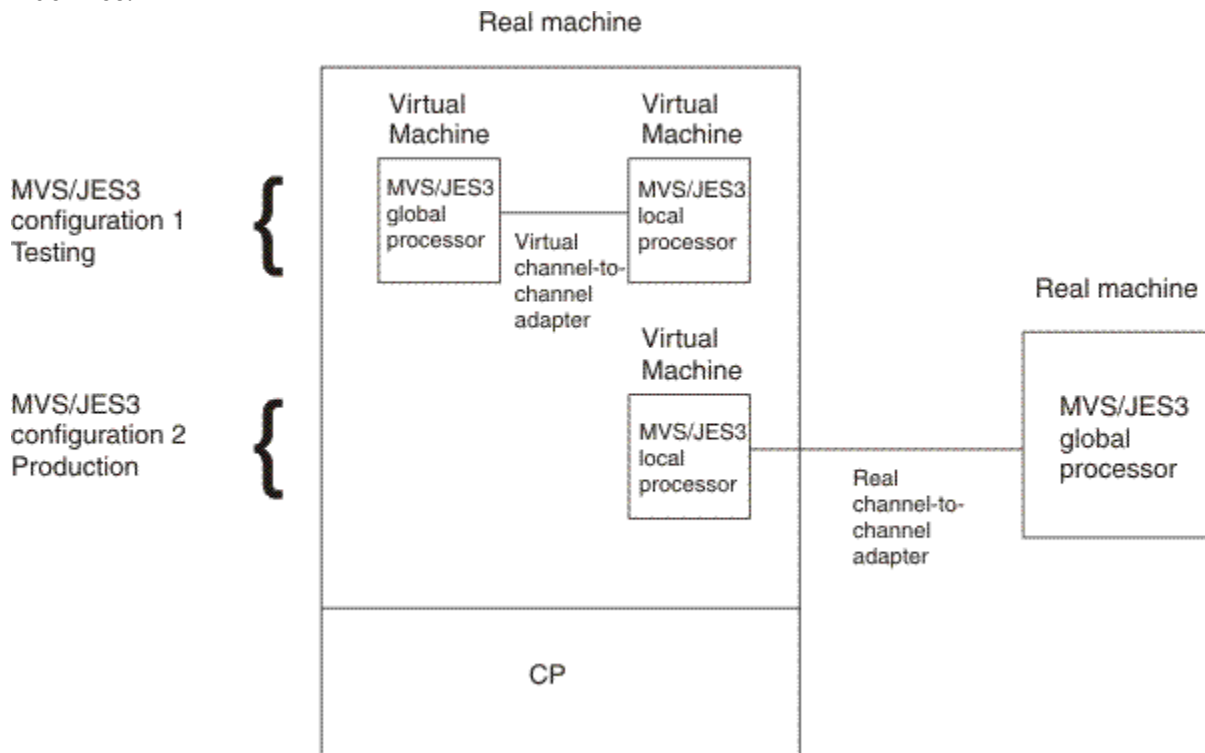 Real machine
Virtual
Machine
Virtual
Machine
MVS/JES3
configuration 1
Testing
MVS/JES3
global
processor
MVS/JES3
local
processor
Virtual
channel-to-
channel
adapter
Real machine
Virtual
Machine
MVS/JES3
configuration 2
Production
MVS/JES3
local
processor
MVS/JES3
global
processor
Real
channel-to-
channel
adapter
CP